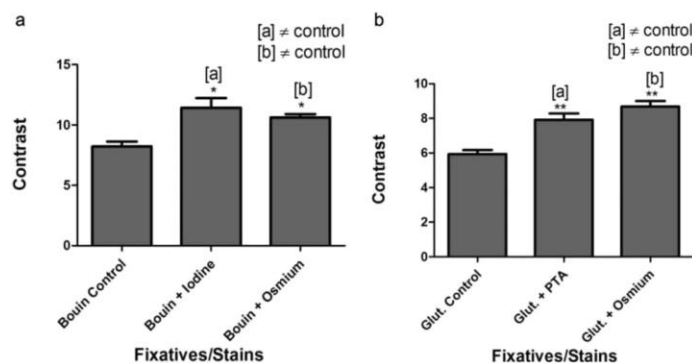 a
[a] ≠ control
[b] ≠ control
Contrast
15
10
5
0
[a]
*
[b]
*
Bouin Control
Bouin + Iodine
Bouin + Osmium
Fixatives/Stains
b
[a] ≠ control
[b] ≠ control
Contrast
10
8
6
4
2
0
[a]
**
[b]
**
Glut. Control
Glut. + PTA
Glut. + Osmium
Fixatives/Stains